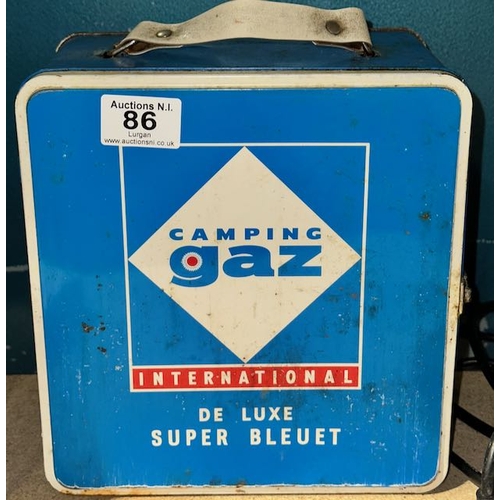 Auctions N.I.
86
Lurgan
www.auctionsni.co.uk
CAMPING
gaz
INTERNATIONAL
DE LUXE
SUPER BLEUET